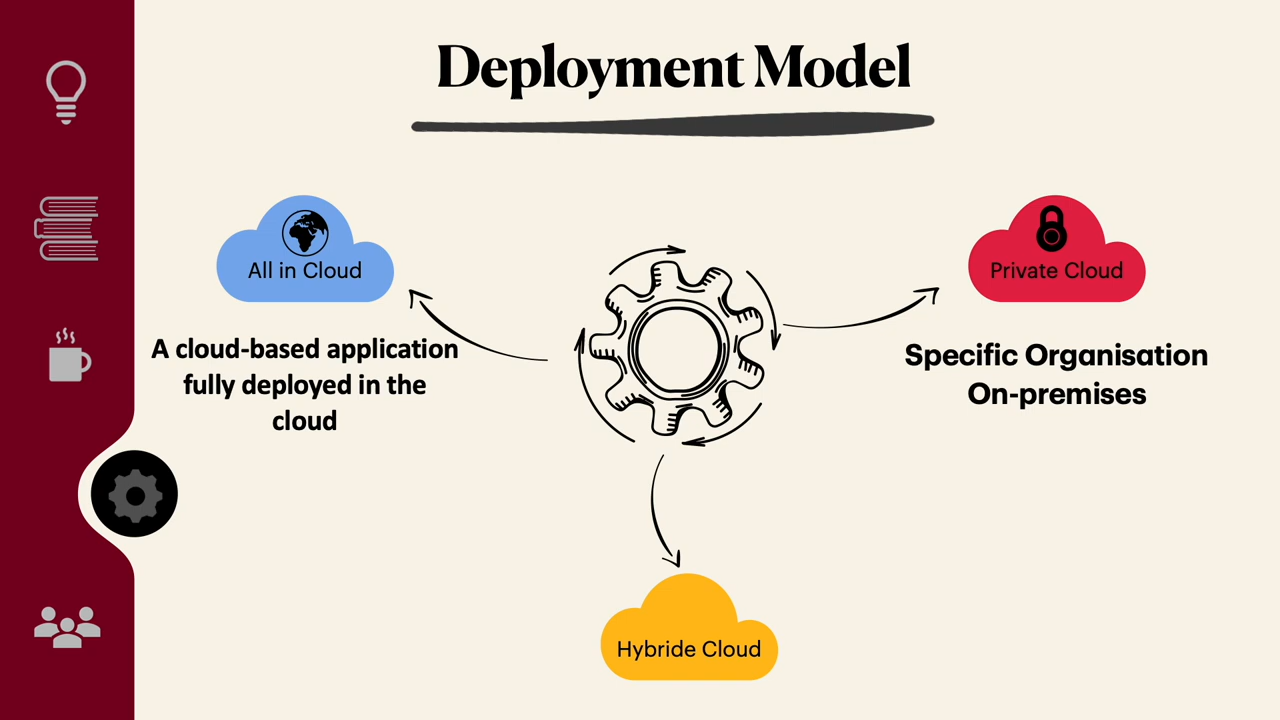 Deployment Model
All in Cloud
A cloud-based application
fully deployed in the
cloud
Private Cloud
Specific Organisation
On-premises
Hybride Cloud